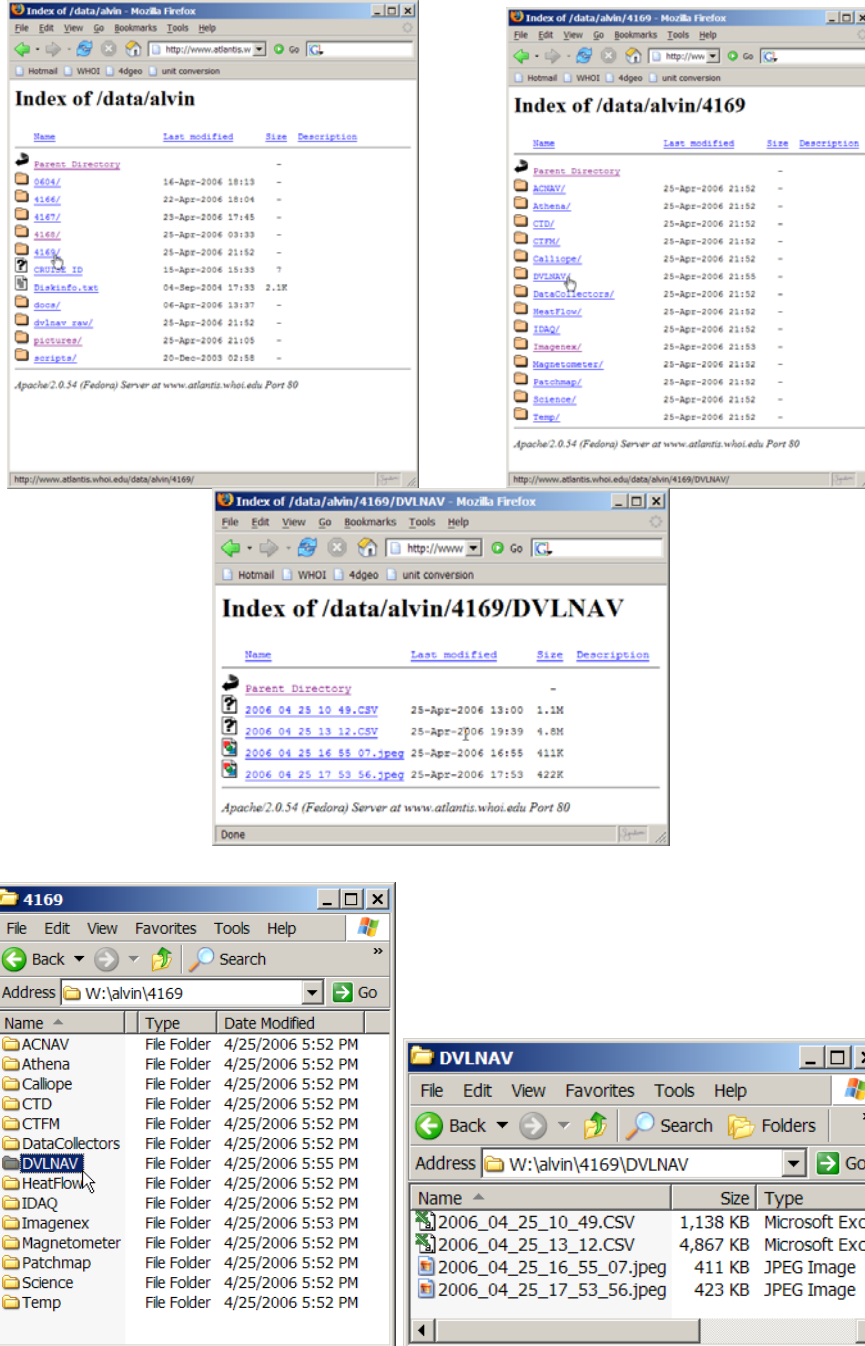 Index of /data/alvin - Mozilla Firefox
File Edit View Go Bookmarks Tools Help
http://www.atlantis.w Go
Hotmail WHOI 4dgeo unit conversion
Index of /data/alvin
Name Last modified Size Description
Parent Directory -
0604/ 16-Apr-2006 18:13 -
4166/ 22-Apr-2006 18:04 -
4167/ 23-Apr-2006 17:45 -
4168/ 25-Apr-2006 03:33 -
4169/ 25-Apr-2006 21:52 -
CRUISE ID 15-Apr-2006 15:33 7
Diskinfo.txt 04-Sep-2004 17:33 2.1K
docs/ 06-Apr-2006 13:37 -
dvlnav raw/ 25-Apr-2006 21:52 -
pictures/ 25-Apr-2006 21:05 -
scripts/ 20-Dec-2003 02:58 -
Apache/2.0.54 (Fedora) Server at www.atlantis.whoi.edu Port 80
http://www.atlantis.whoi.edu/data/alvin/4169/
Index of /data/alvin/4169 - Mozilla Firefox
File Edit View Go Bookmarks Tools Help
http://ww Go
Hotmail WHOI 4dgeo unit conversion
Index of /data/alvin/4169
Name Last modified Size Description
Parent Directory -
ACNAV/ 25-Apr-2006 21:52 -
Athena/ 25-Apr-2006 21:52 -
CTD/ 25-Apr-2006 21:52 -
CTFM/ 25-Apr-2006 21:52 -
Calliope/ 25-Apr-2006 21:52 -
DVLNAV/ 25-Apr-2006 21:55 -
DataCollectors/ 25-Apr-2006 21:52 -
HeatFlow/ 25-Apr-2006 21:52 -
IDAQ/ 25-Apr-2006 21:52 -
Imagenex/ 25-Apr-2006 21:53 -
Magnetometer/ 25-Apr-2006 21:52 -
Patchmap/ 25-Apr-2006 21:52 -
Science/ 25-Apr-2006 21:52 -
Temp/ 25-Apr-2006 21:52 -
Apache/2.0.54 (Fedora) Server at www.atlantis.whoi.edu Port 80
http://www.atlantis.whoi.edu/data/alvin/4169/DVLNAV/
Index of /data/alvin/4169/DVLNAV - Mozilla Firefox
File Edit View Go Bookmarks Tools Help
http://www Go
Hotmail WHOI 4dgeo unit conversion
Index of /data/alvin/4169/DVLNAV
Name Last modified Size Description
Parent Directory -
2006 04 25 10 49.CSV 25-Apr-2006 13:00 1.1M
2006 04 25 13 12.CSV 25-Apr-2006 19:39 4.8M
2006 04 25 16 55 07.jpeg 25-Apr-2006 16:55 411K
2006 04 25 17 53 56.jpeg 25-Apr-2006 17:53 422K
Apache/2.0.54 (Fedora) Server at www.atlantis.whoi.edu Port 80
Done
4169
File Edit View Favorites Tools Help
Back Search »
Address W:\alvin\4169 Go
Name Type Date Modified
ACNAV File Folder 4/25/2006 5:52 PM
Athena File Folder 4/25/2006 5:52 PM
Calliope File Folder 4/25/2006 5:52 PM
CTD File Folder 4/25/2006 5:52 PM
CTFM File Folder 4/25/2006 5:52 PM
DataCollectors File Folder 4/25/2006 5:52 PM
DVLNAV File Folder 4/25/2006 5:55 PM
HeatFlow File Folder 4/25/2006 5:52 PM
IDAQ File Folder 4/25/2006 5:52 PM
Imagenex File Folder 4/25/2006 5:53 PM
Magnetometer File Folder 4/25/2006 5:52 PM
Patchmap File Folder 4/25/2006 5:52 PM
Science File Folder 4/25/2006 5:52 PM
Temp File Folder 4/25/2006 5:52 PM
DVLNAV
File Edit View Favorites Tools Help
Back Search Folders
Address W:\alvin\4169\DVLNAV Go
Name Size Type
2006_04_25_10_49.CSV 1,138 KB Microsoft Exc
2006_04_25_13_12.CSV 4,867 KB Microsoft Exc
2006_04_25_16_55_07.jpeg 411 KB JPEG Image
2006_04_25_17_53_56.jpeg 423 KB JPEG Image